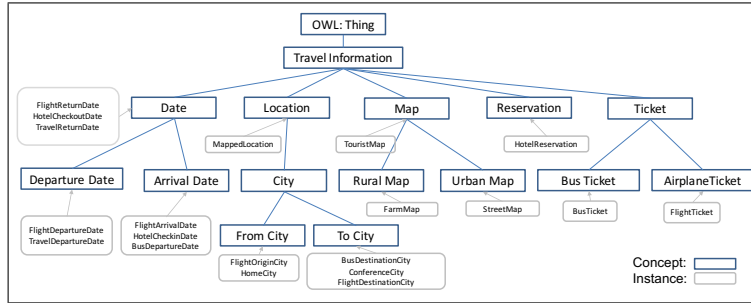 OWL: Thing
Travel Information
FlightReturnDate
HotelCheckoutDate
TravelReturnDate
Date
Location
Map
Reservation
Ticket
MappedLocation
TouristMap
HotelReservation
Departure Date
Arrival Date
City
Rural Map
Urban Map
Bus Ticket
AirplaneTicket
FlightDepartureDate
TravelDepartureDate
FlightArrivalDate
HotelCheckinDate
BusDepartureDate
FarmMap
StreetMap
BusTicket
FlightTicket
From City
To City
FlightOriginCity
HomeCity
BusDestinationCity
ConferenceCity
FlightDestinationCity
Concept:
Instance: